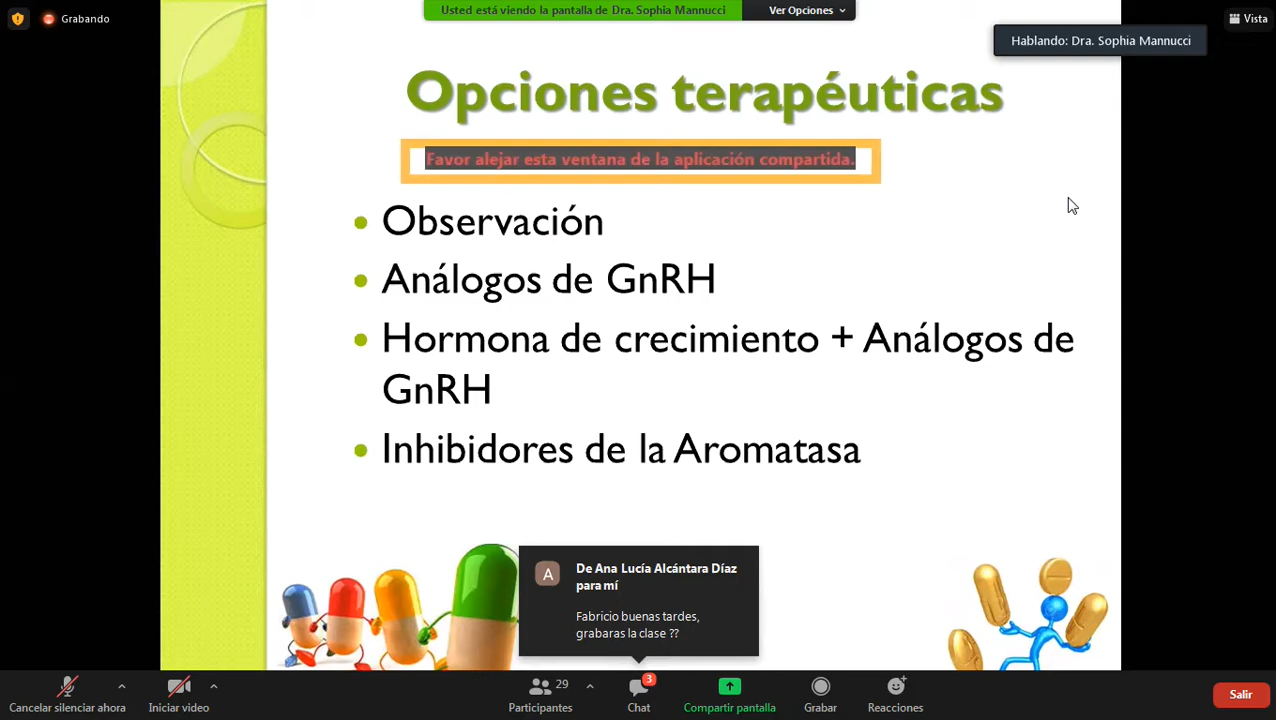 Grabando
Usted está viendo la pantalla de Dra. Sophia Mannucci
Ver Opciones
Vista
Hablando: Dra. Sophia Mannucci
Opciones terapéuticas
Favor alejar esta ventana de la aplicación compartida.
• Observación
• Análogos de GnRH
• Hormona de crecimiento + Análogos de
GnRH
• Inhibidores de la Aromatasa
A
De Ana Lucía Alcántara Díaz
para mí
Fabricio buenas tardes,
grabaras la clase ??
Cancelar silenciar ahora
Iniciar video
29
Participantes
3
Chat
Compartir pantalla
Grabar
Reacciones
Salir